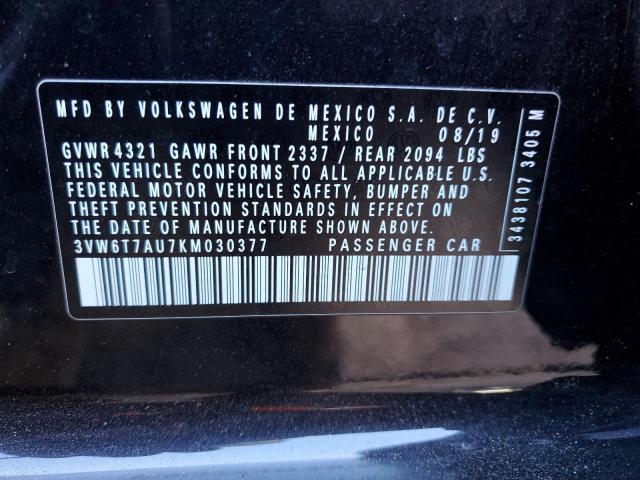 MFD BY VOLKSWAGEN DE MEXICO S.A. DE C.V.
MEXICO 08/19
GVWR 4321 GAWR FRONT 2337 / REAR 2094 LBS
THIS VEHICLE CONFORMS TO ALL APPLICABLE U.S.
FEDERAL MOTOR VEHICLE SAFETY, BUMPER AND
THEFT PREVENTION STANDARDS IN EFFECT ON
THE DATE OF MANUFACTURE SHOWN ABOVE.
3VW6T7AU7KM030377 PASSENGER CAR
3438107 3405 M